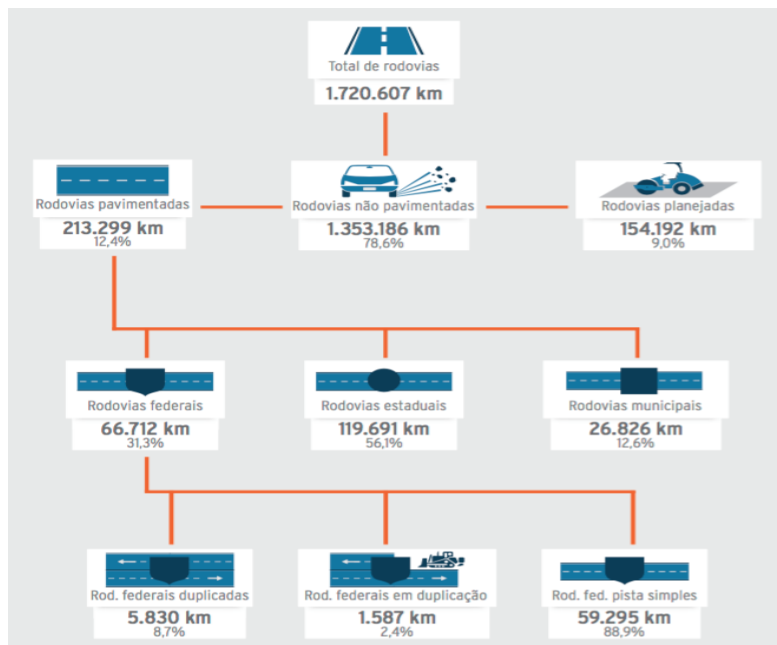 Total de rodovias
1.720.607 km
Rodovias pavimentadas
213.299 km
12,4%
Rodovias não pavimentadas
1.353.186 km
78,6%
Rodovias planejadas
154.192 km
9,0%
Rodovias federais
66.712 km
31,3%
Rodovias estaduais
119.691 km
56,1%
Rodovias municipais
26.826 km
12,6%
Rod. federais duplicadas
5.830 km
8,7%
Rod. federais em duplicação
1.587 km
2,4%
Rod. fed. pista simples
59.295 km
88,9%